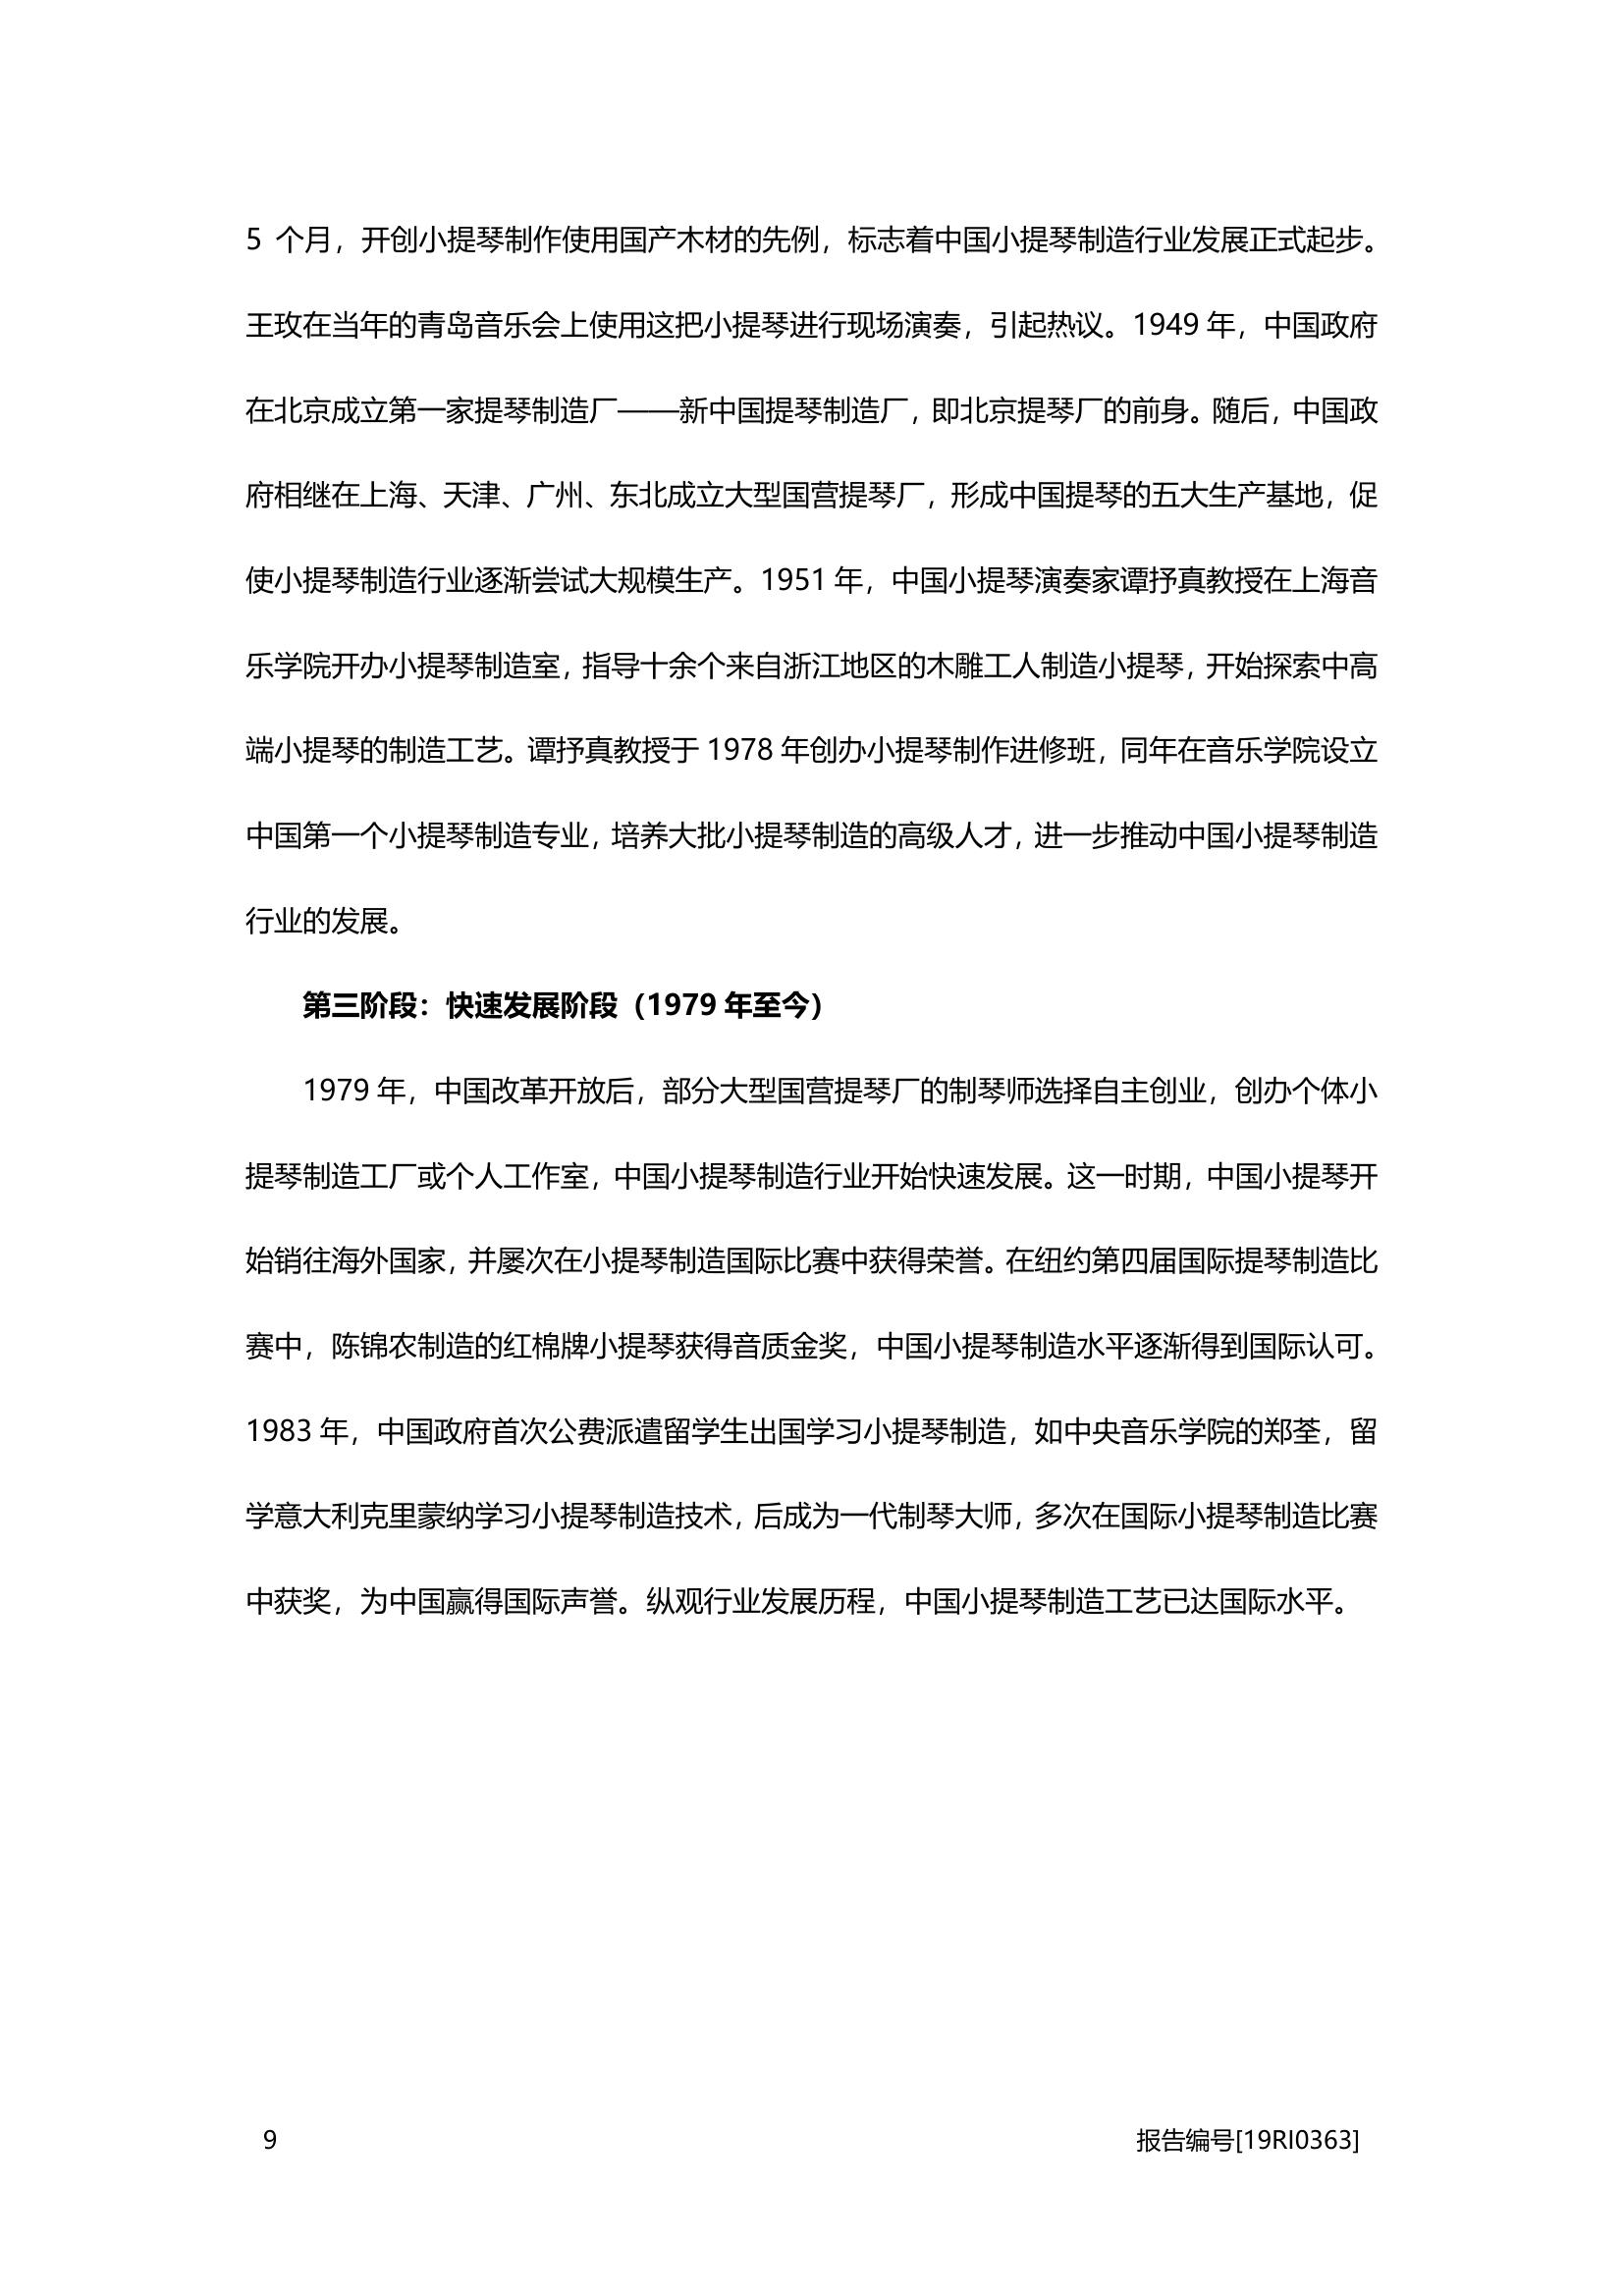 5 个月，开创小提琴制作使用国产木材的先例，标志着中国小提琴制造行业发展正式起步。
王玫在当年的青岛音乐会上使用这把小提琴进行现场演奏，引起热议。1949 年，中国政府
在北京成立第一家提琴制造厂——新中国提琴制造厂，即北京提琴厂的前身。随后，中国政
府相继在上海、天津、广州、东北成立大型国营提琴厂，形成中国提琴的五大生产基地，促
使小提琴制造行业逐渐尝试大规模生产。1951 年，中国小提琴演奏家谭抒真教授在上海音
乐学院开办小提琴制造室，指导十余个来自浙江地区的木雕工人制造小提琴，开始探索中高
端小提琴的制造工艺。谭抒真教授于 1978 年创办小提琴制作进修班，同年在音乐学院设立
中国第一个小提琴制造专业，培养大批小提琴制造的高级人才，进一步推动中国小提琴制造
行业的发展。
第三阶段：快速发展阶段（1979 年至今）
1979 年，中国改革开放后，部分大型国营提琴厂的制琴师选择自主创业，创办个体小
提琴制造工厂或个人工作室，中国小提琴制造行业开始快速发展。这一时期，中国小提琴开
始销往海外国家，并屡次在小提琴制造国际比赛中获得荣誉。在纽约第四届国际提琴制造比
赛中，陈锦农制造的红棉牌小提琴获得音质金奖，中国小提琴制造水平逐渐得到国际认可。
1983 年，中国政府首次公费派遣留学生出国学习小提琴制造，如中央音乐学院的郑荃，留
学意大利克里蒙纳学习小提琴制造技术，后成为一代制琴大师，多次在国际小提琴制造比赛
中获奖，为中国赢得国际声誉。纵观行业发展历程，中国小提琴制造工艺已达国际水平。
9
报告编号[19RI0363]